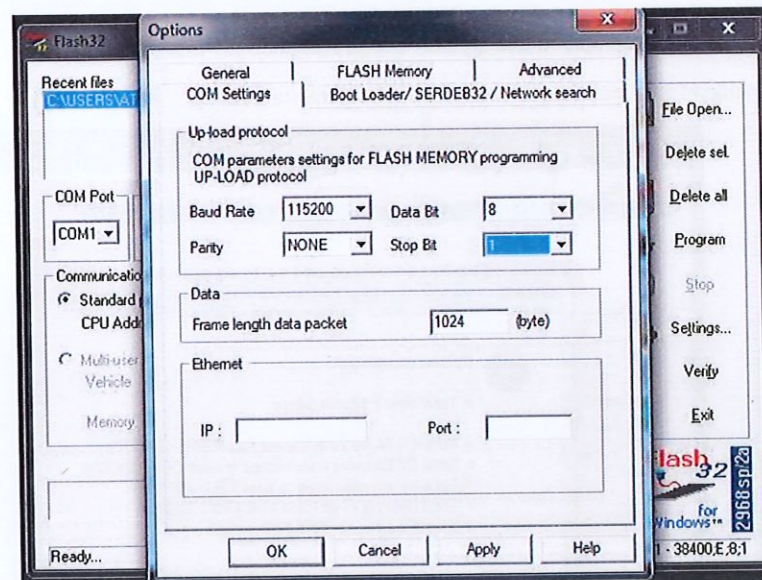 Flash32
Options
X
X
Recent files
C:\USERS\AT
COM Port
COM1
Communicatio
Standard
CPU Addr
Multi-user
Vehicle
Memory
Ready...
General
FLASH Memory
Advanced
COM Settings
Boot Loader/ SERDEB32 / Network search
Up-load protocol
COM parameters settings for FLASH MEMORY programming
UP-LOAD protocol
Baud Rate 115200 Data Bit 8
Parity NONE Stop Bit 1
Data
Frame length data packet 1024 (byte)
Ethernet
IP : Port :
OK Cancel Apply Help
File Open...
Delete sel.
Delete all
Program
Stop
Settings...
Verify
Exit
Flash
32
for
Windows™
1 - 38400,E,8;1
2968sp/2a